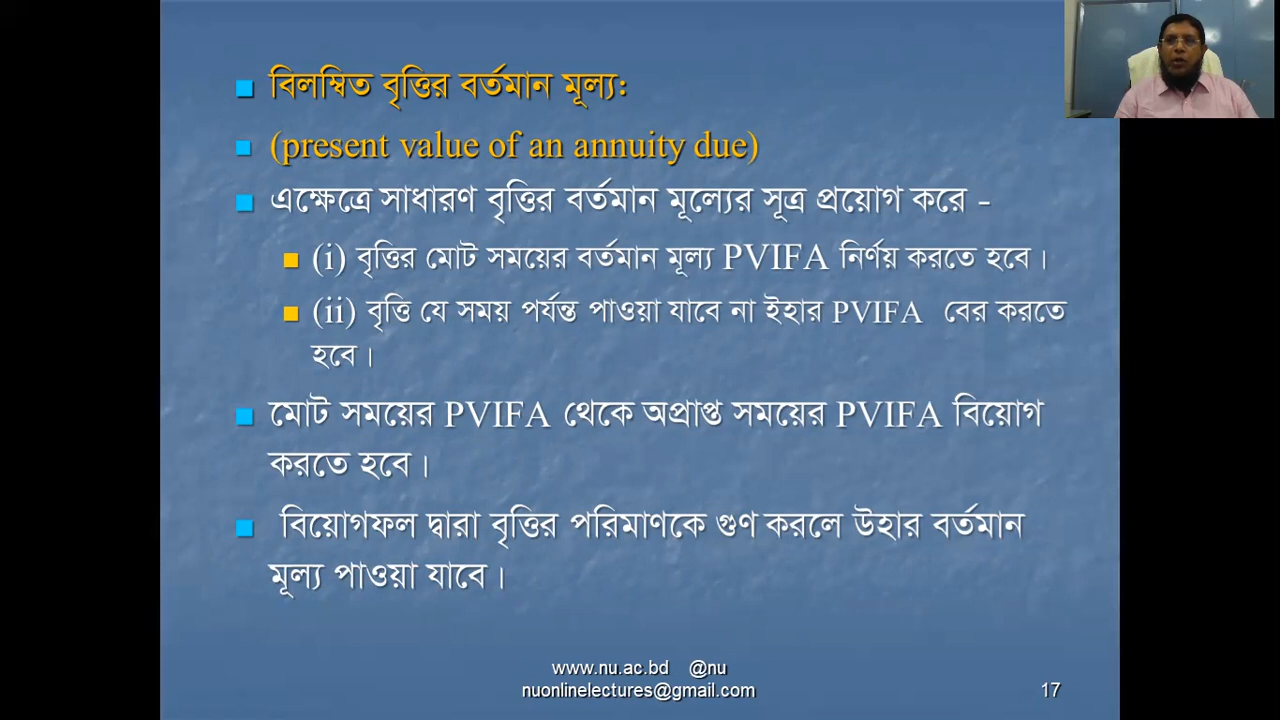 বিলম্বিত বৃত্তির বর্তমান মূল্য:
(present value of an annuity due)
এক্ষেত্রে সাধারণ বৃত্তির বর্তমান মূল্যের সূত্র প্রয়োগ করে -
(i) বৃত্তির মোট সময়ের বর্তমান মূল্য PVIFA নির্ণয় করতে হবে।
(ii) বৃত্তি যে সময় পর্যন্ত পাওয়া যাবে না ইহার PVIFA বের করতে
হবে।
মোট সময়ের PVIFA থেকে অপ্রাপ্ত সময়ের PVIFA বিয়োগ
করতে হবে।
বিয়োগফল দ্বারা বৃত্তির পরিমাণকে গুণ করলে উহার বর্তমান
মূল্য পাওয়া যাবে।
www.nu.ac.bd @nu
nuonlinelectures@gmail.com
17